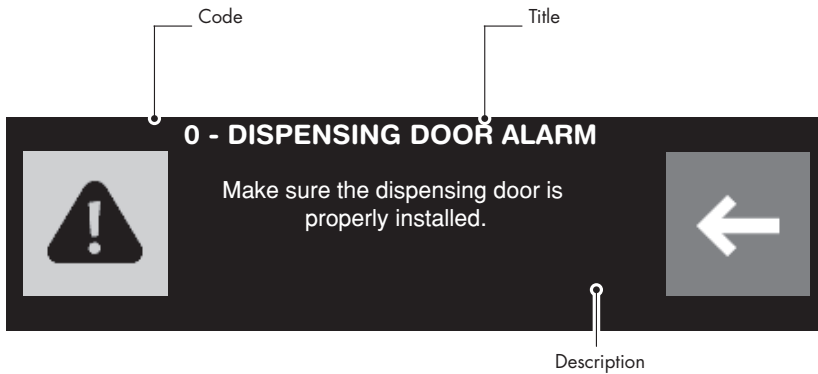 Code
Title
0 - DISPENSING DOOR ALARM
Make sure the dispensing door is
properly installed.
Description